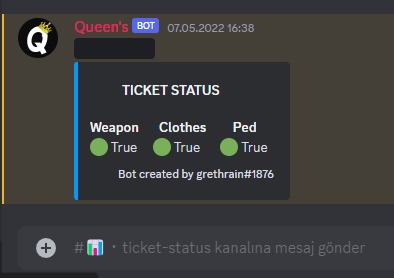 Queen's BOT 07.05.2022 16:38
TICKET STATUS
Weapon Clothes Ped
True True True
Bot created by grethrain#1876
# · ticket-status kanalına mesaj gönder